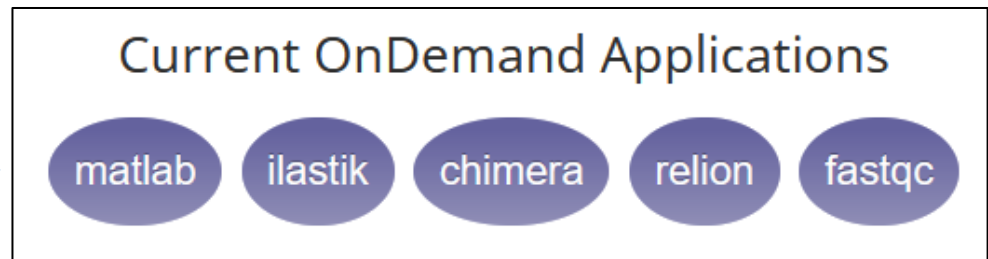 Current OnDemand Applications
matlab ilastik chimera relion fastqc